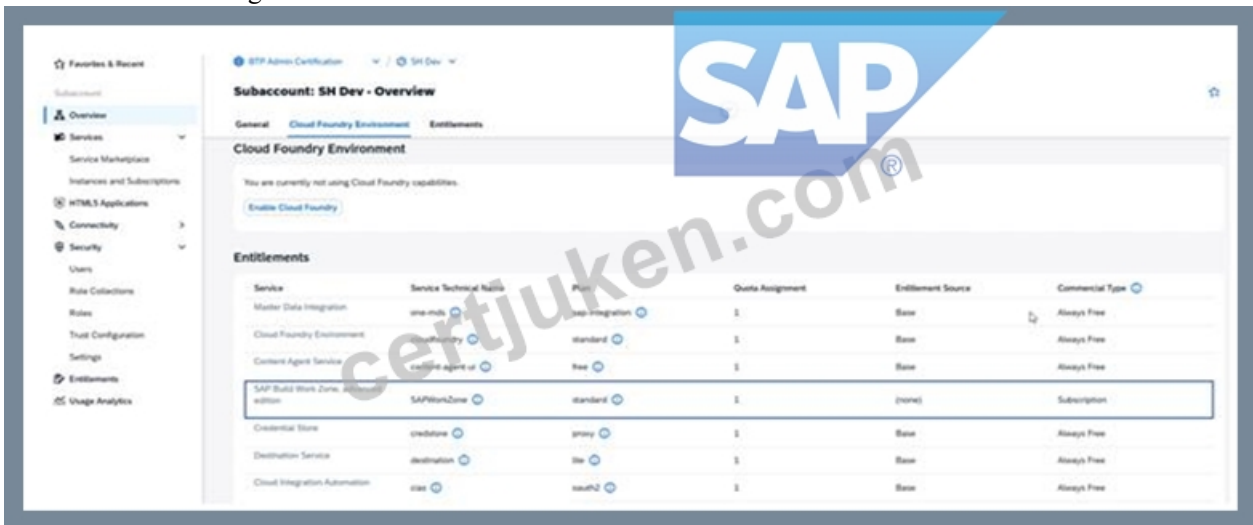 Favorites & Recent
BTP Admin Certification / SH Dev
SAP
®
Subaccount
Subaccount: SH Dev - Overview
Overview
General Cloud Foundry Environment Entitlements
Services
Cloud Foundry Environment
Service Marketplace
Instances and Subscriptions
You are currently not using Cloud Foundry capabilities.
HTML5 Applications
Enable Cloud Foundry
Connectivity
Security
Entitlements
Users
Service Service Technical Name Plan Quota Assignment Entitlement Source Commercial Type
Role Collections
Master Data Integration one-mds sap-integration 1 Base Always Free
Roles
Cloud Foundry Environment cloudfoundry standard 1 Base Always Free
Trust Configuration
Settings
Content Agent Service content-agent-ui free 1 Base Always Free
Entitlements
SAP Build Work Zone, advanced
edition SAPWorkZone standard 1 (none) Subscription
Usage Analytics
Credential Store credstore proxy 1 Base Always Free
Destination Service destination lite 1 Base Always Free
Cloud Integration Automation cias oauth2 1 Base Always Free
certjuken.com